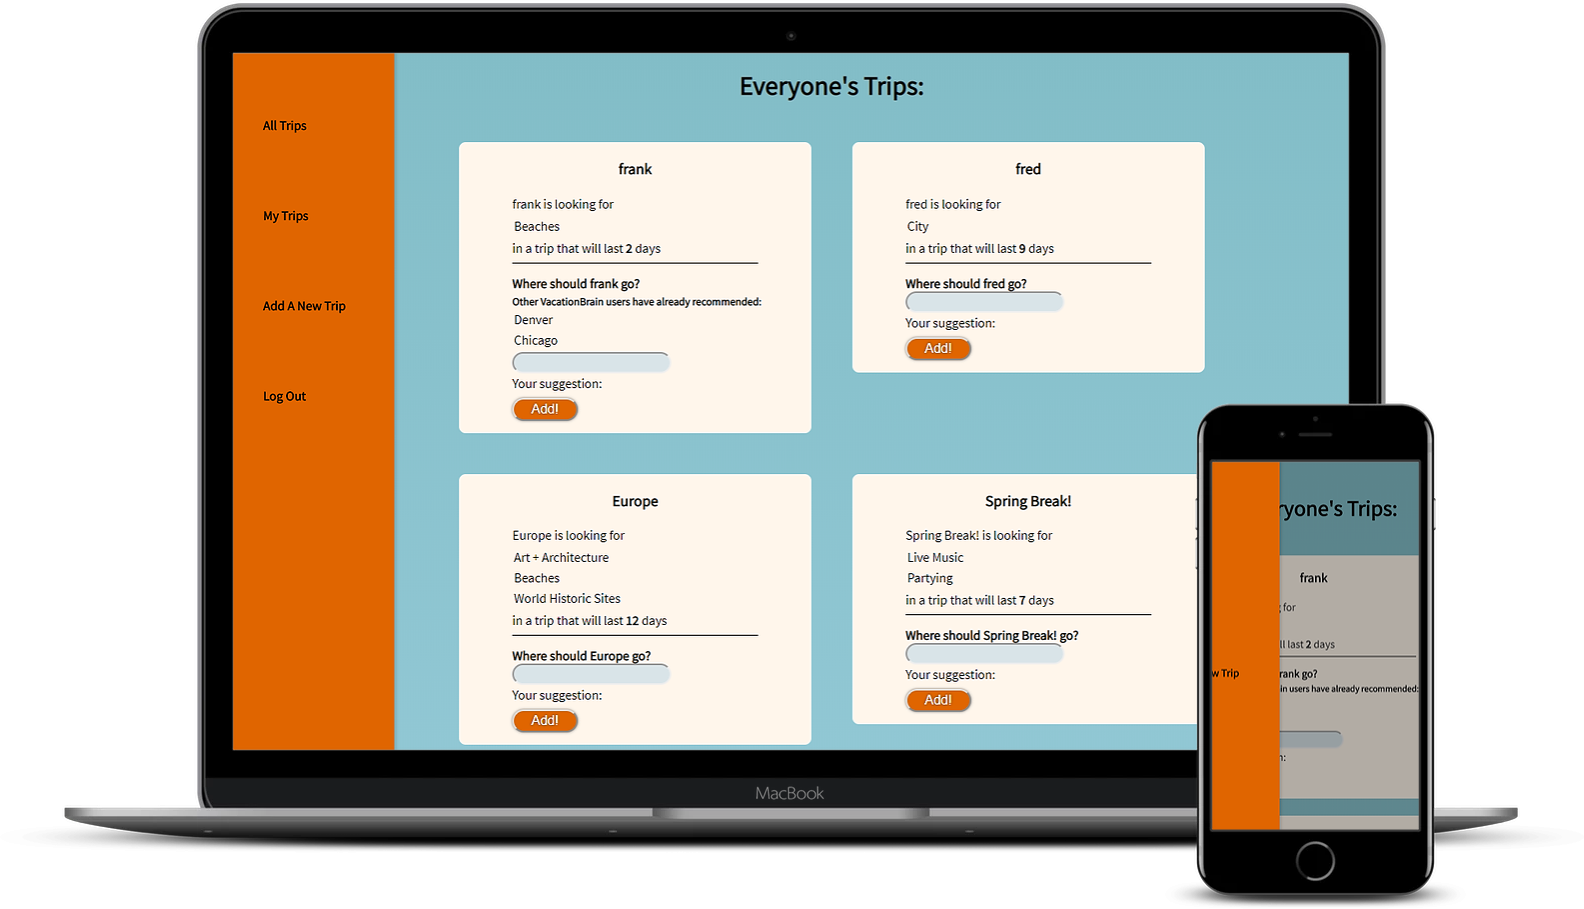 Everyone's Trips:
All Trips
My Trips
Add A New Trip
Log Out
frank
frank is looking for
Beaches
in a trip that will last 2 days
Where should frank go?
Other VacationBrain users have already recommended:
Denver
Chicago
Your suggestion:
Add!
fred
fred is looking for
City
in a trip that will last 9 days
Where should fred go?
Your suggestion:
Add!
Europe
Europe is looking for
Art + Architecture
Beaches
World Historic Sites
in a trip that will last 12 days
Where should Europe go?
Your suggestion:
Add!
Spring Break!
Spring Break! is looking for
Live Music
Partying
in a trip that will last 7 days
Where should Spring Break! go?
Your suggestion:
Add!
MacBook
ryone's Trips:
frank
for
ll last 2 days
w Trip
rank go?
in users have already recommended:
n: